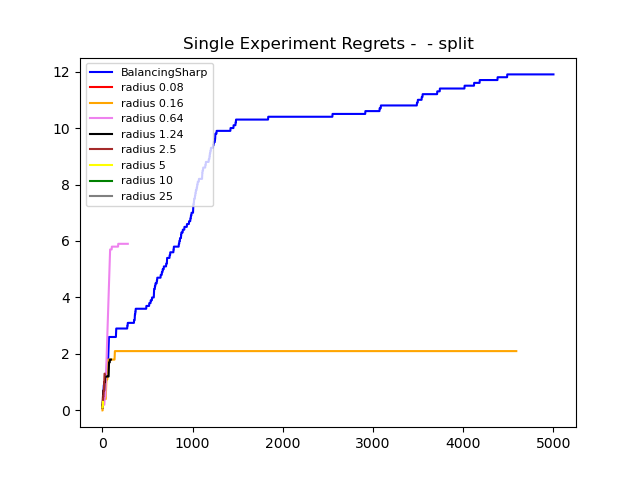 Single Experiment Regrets -  - split
12
10
8
6
4
2
0
BalancingSharp
radius 0.08
radius 0.16
radius 0.64
radius 1.24
radius 2.5
radius 5
radius 10
radius 25
0 1000 2000 3000 4000 5000